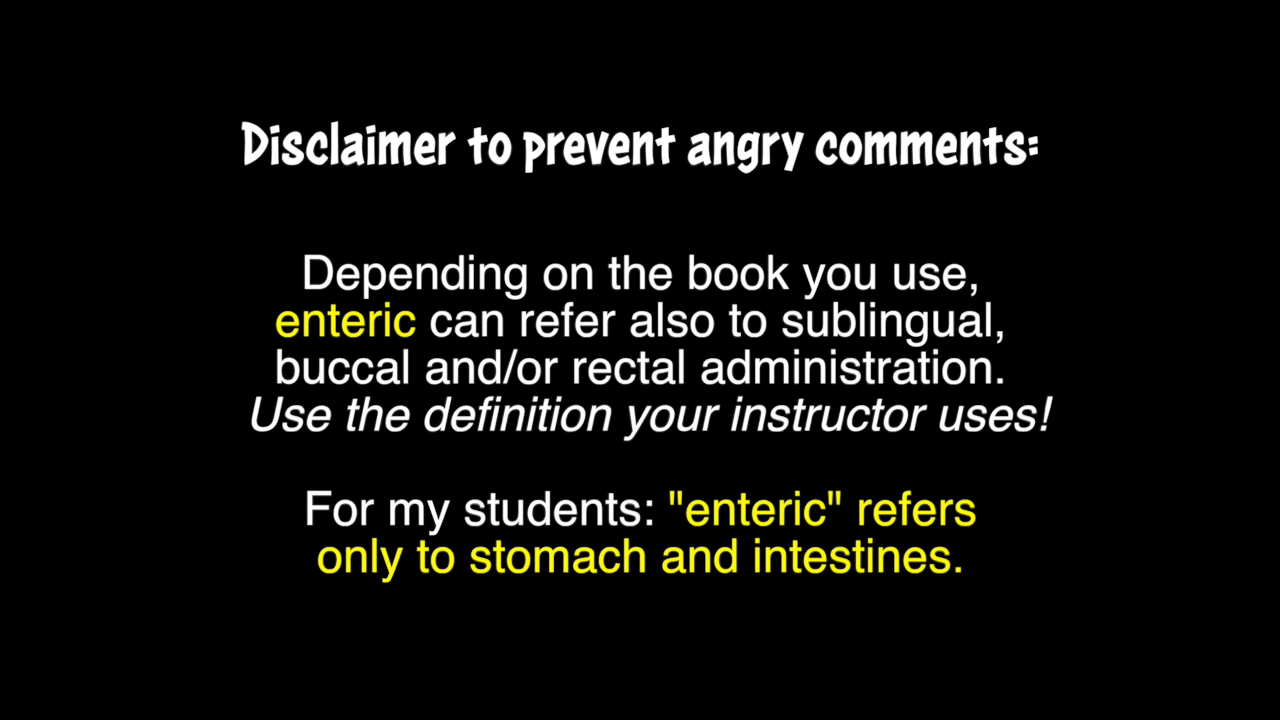 Disclaimer to prevent angry comments:
Depending on the book you use,
enteric can refer also to sublingual,
buccal and/or rectal administration.
Use the definition your instructor uses!
For my students: "enteric" refers
only to stomach and intestines.